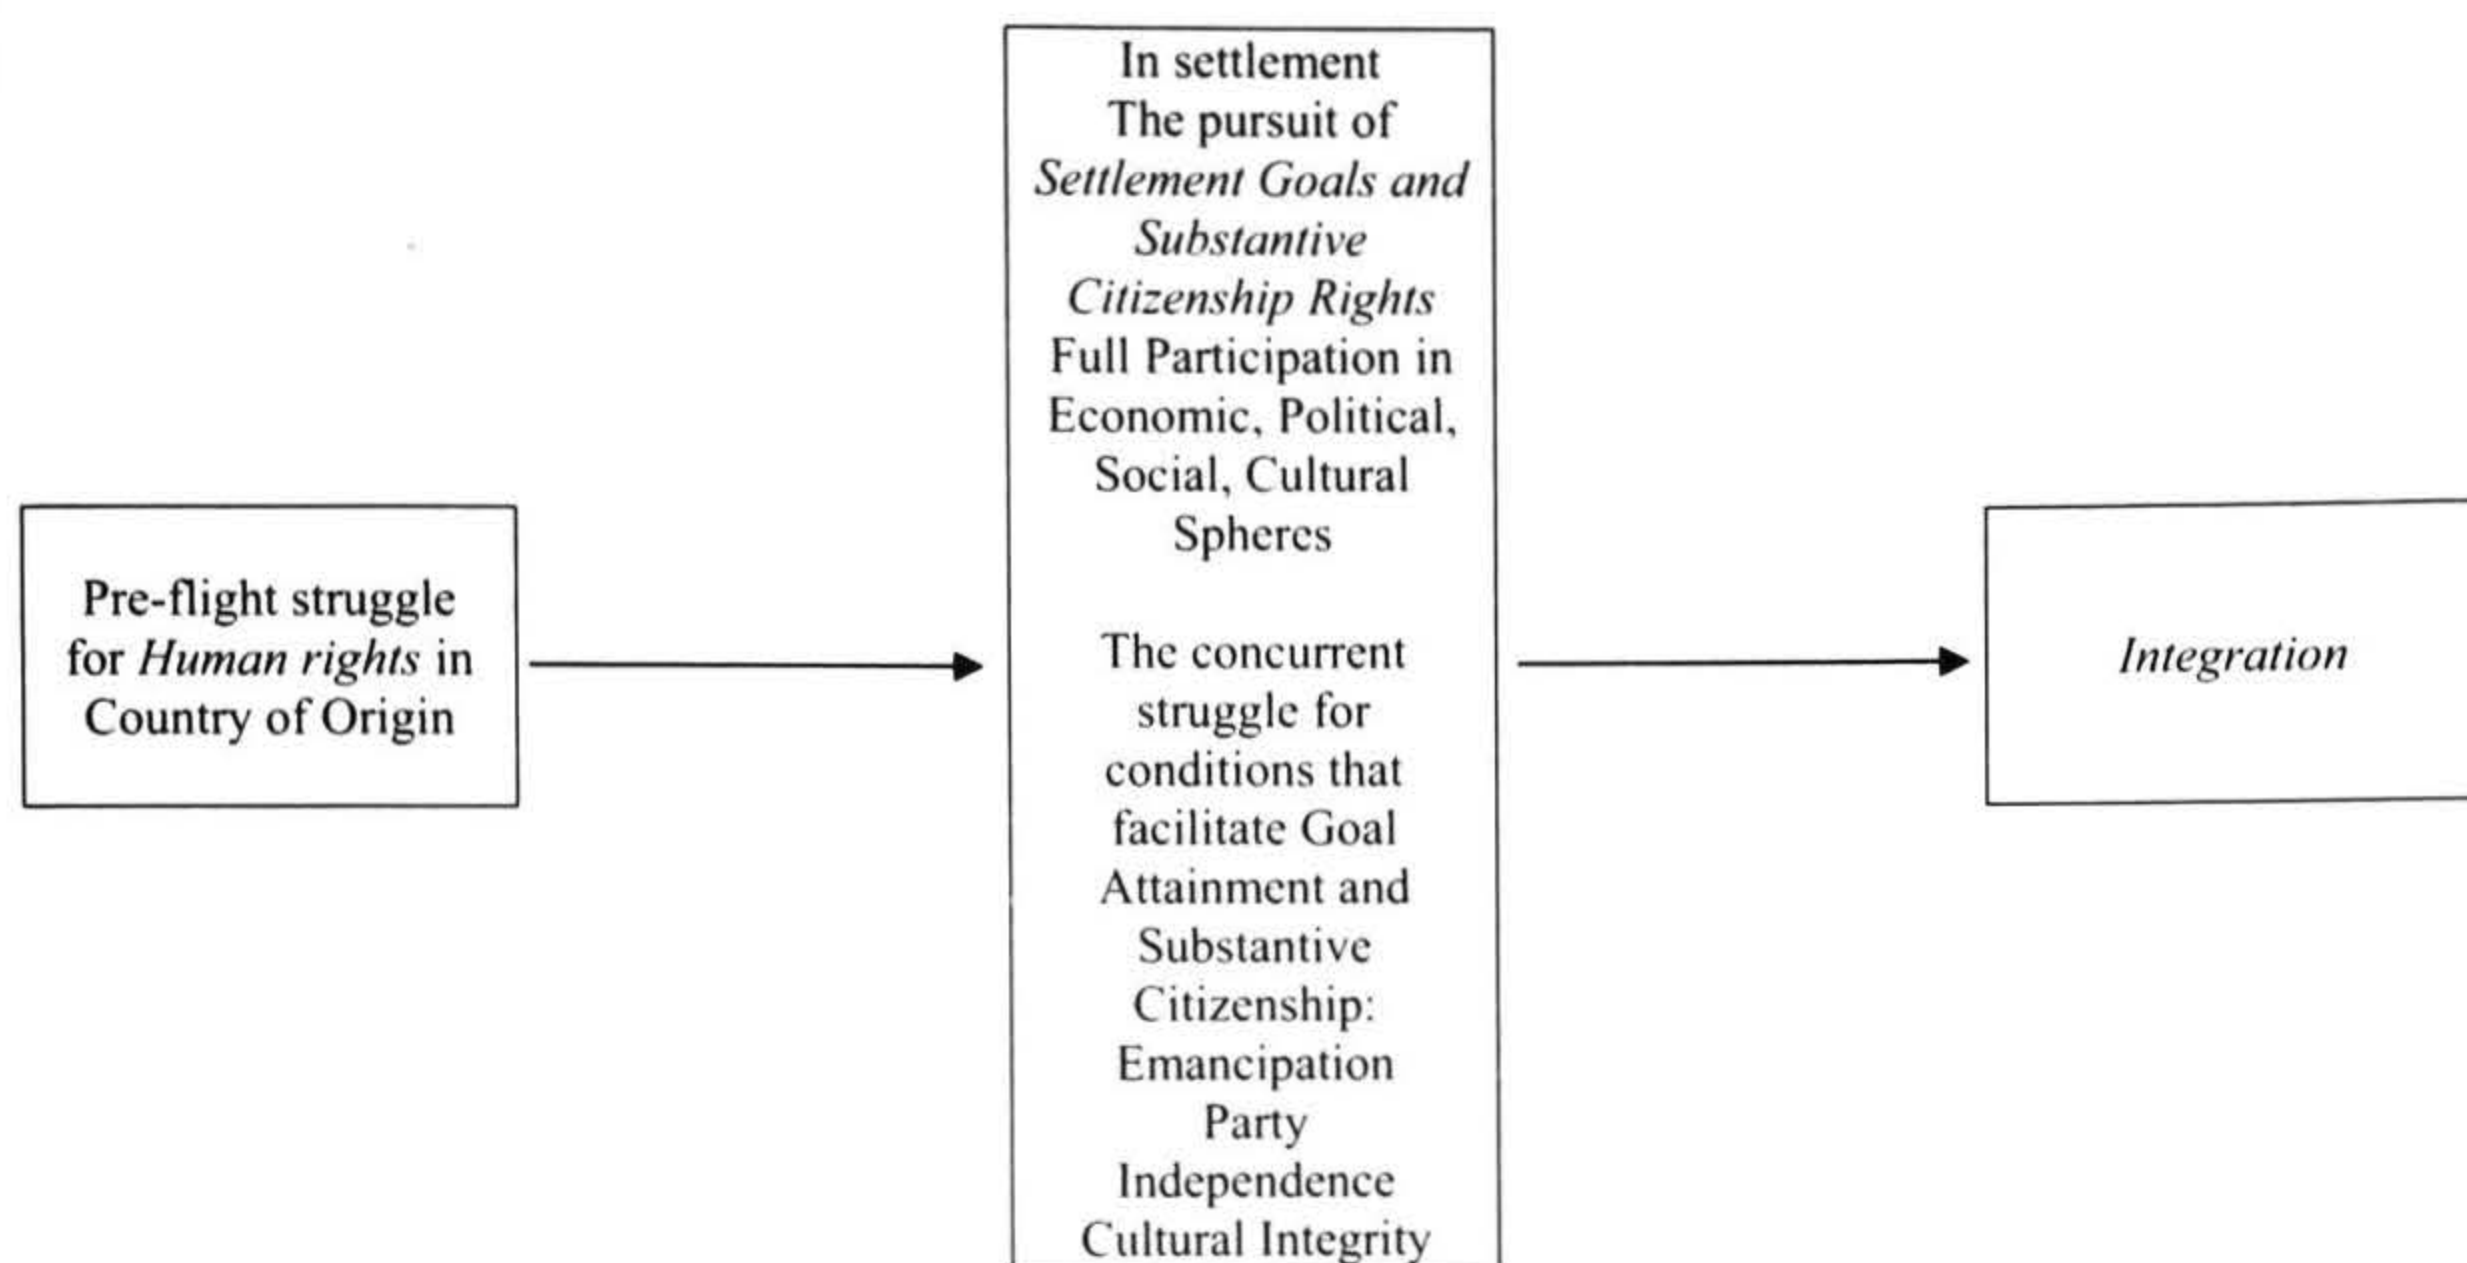 Pre-flight struggle
for Human rights in
Country of Origin
In settlement
The pursuit of
Settlement Goals and
Substantive
Citizenship Rights
Full Participation in
Economic, Political,
Social, Cultural
Spheres
The concurrent
struggle for
conditions that
facilitate Goal
Attainment and
Substantive
Citizenship:
Emancipation
Party
Independence
Cultural Integrity
Integration